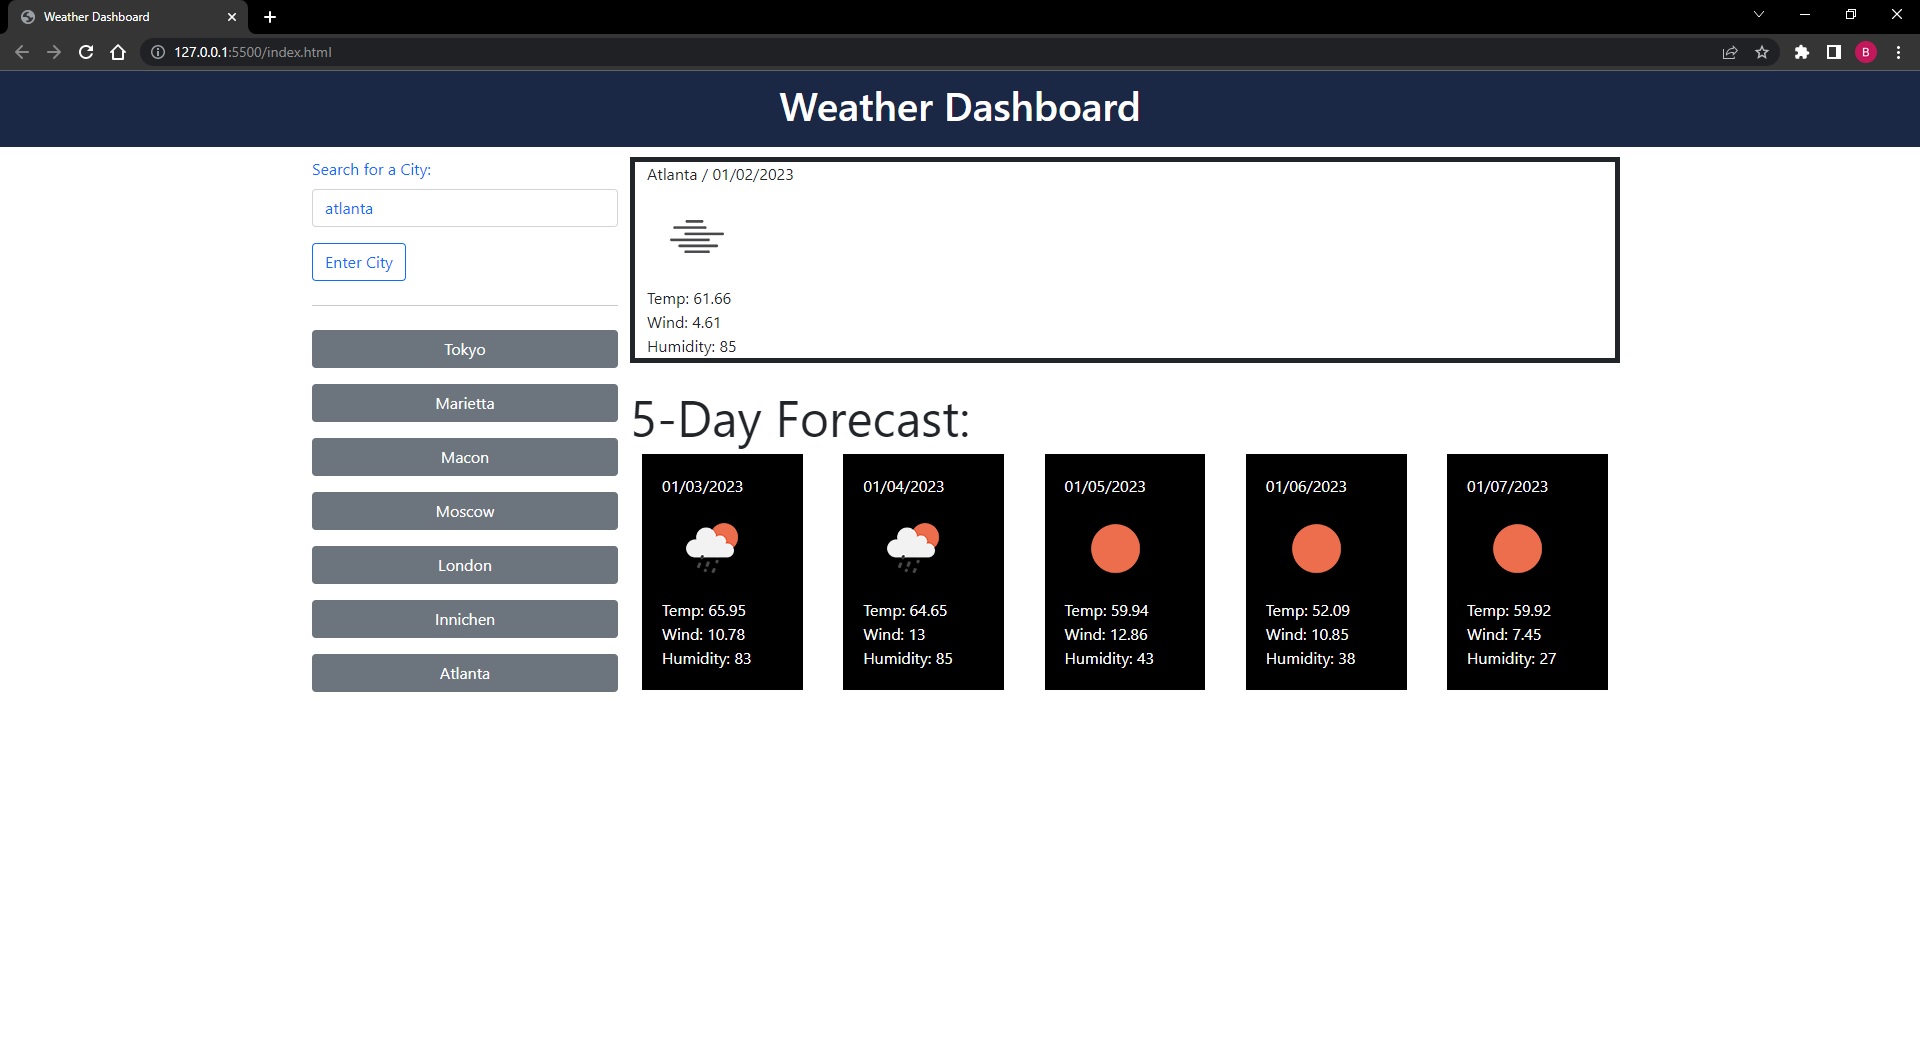 Weather Dashboard
127.0.0.1:5500/index.html
B
Weather Dashboard
Search for a City:
atlanta
Enter City
Tokyo
Marietta
Macon
Moscow
London
Innichen
Atlanta
Atlanta / 01/02/2023
Temp: 61.66
Wind: 4.61
Humidity: 85
5-Day Forecast:
01/03/2023
Temp: 65.95
Wind: 10.78
Humidity: 83
01/04/2023
Temp: 64.65
Wind: 13
Humidity: 85
01/05/2023
Temp: 59.94
Wind: 12.86
Humidity: 43
01/06/2023
Temp: 52.09
Wind: 10.85
Humidity: 38
01/07/2023
Temp: 59.92
Wind: 7.45
Humidity: 27